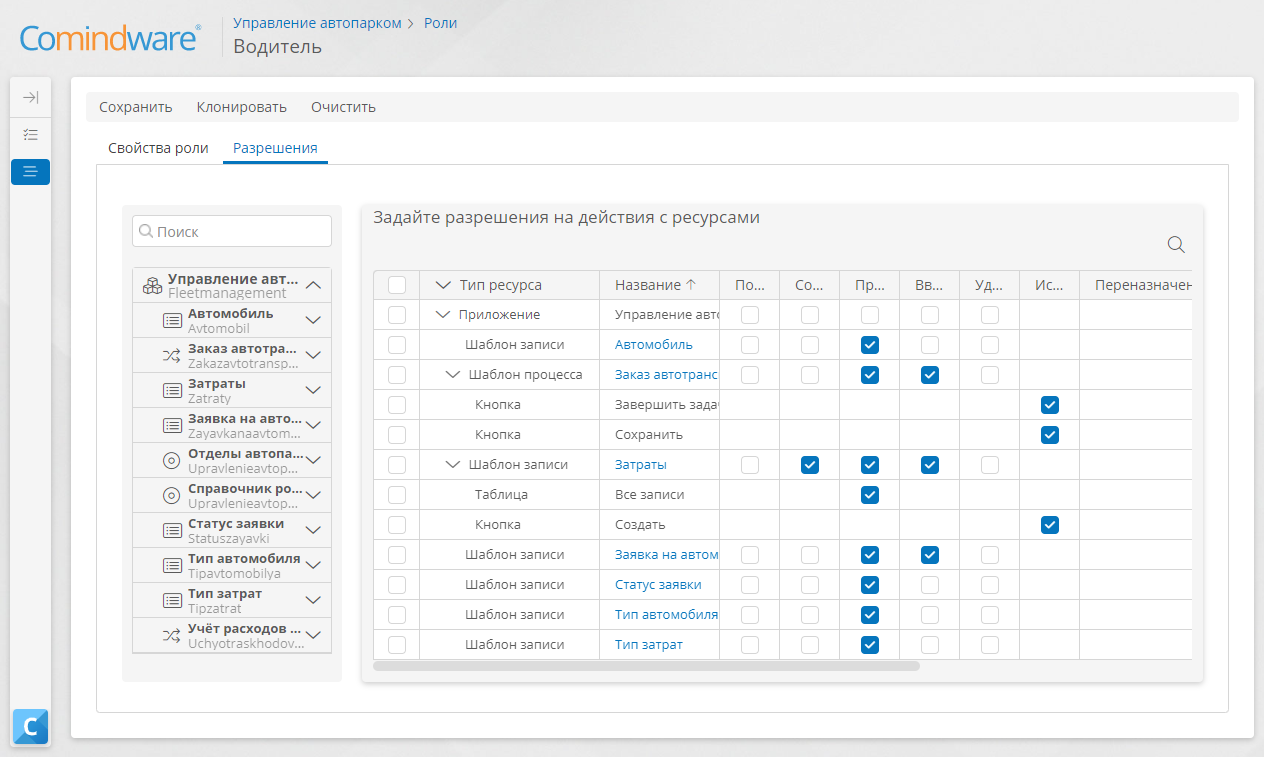 Comindware®
Управление автопарком > Роли
Водитель
Сохранить Клонировать Очистить
Свойства роли Разрешения
Поиск
Управление авт...
Fleetmanagement
Автомобиль
Avtomobil
Заказ автотра...
Zakazavtotransp...
Затраты
Zatraty
Заявка на авто...
Zayavkanaavtom...
Отделы автопа...
Upravlenieavtop...
Справочник ро...
Upravlenieavtop...
Статус заявки
Statuszayavki
Тип автомобиля
Tipavtomobilya
Тип затрат
Tipzatrat
Учёт расходов ...
Uchyotraskhodov...
Задайте разрешения на действия с ресурсами
Тип ресурса Название По... Со... Пр... Вв... Уд... Ис... Переназначен
Приложение Управление авто
Шаблон записи Автомобиль
Шаблон процесса Заказ автотранс
Кнопка Завершить задач
Кнопка Сохранить
Шаблон записи Затраты
Таблица Все записи
Кнопка Создать
Шаблон записи Заявка на автом
Шаблон записи Статус заявки
Шаблон записи Тип автомобиля
Шаблон записи Тип затрат
C